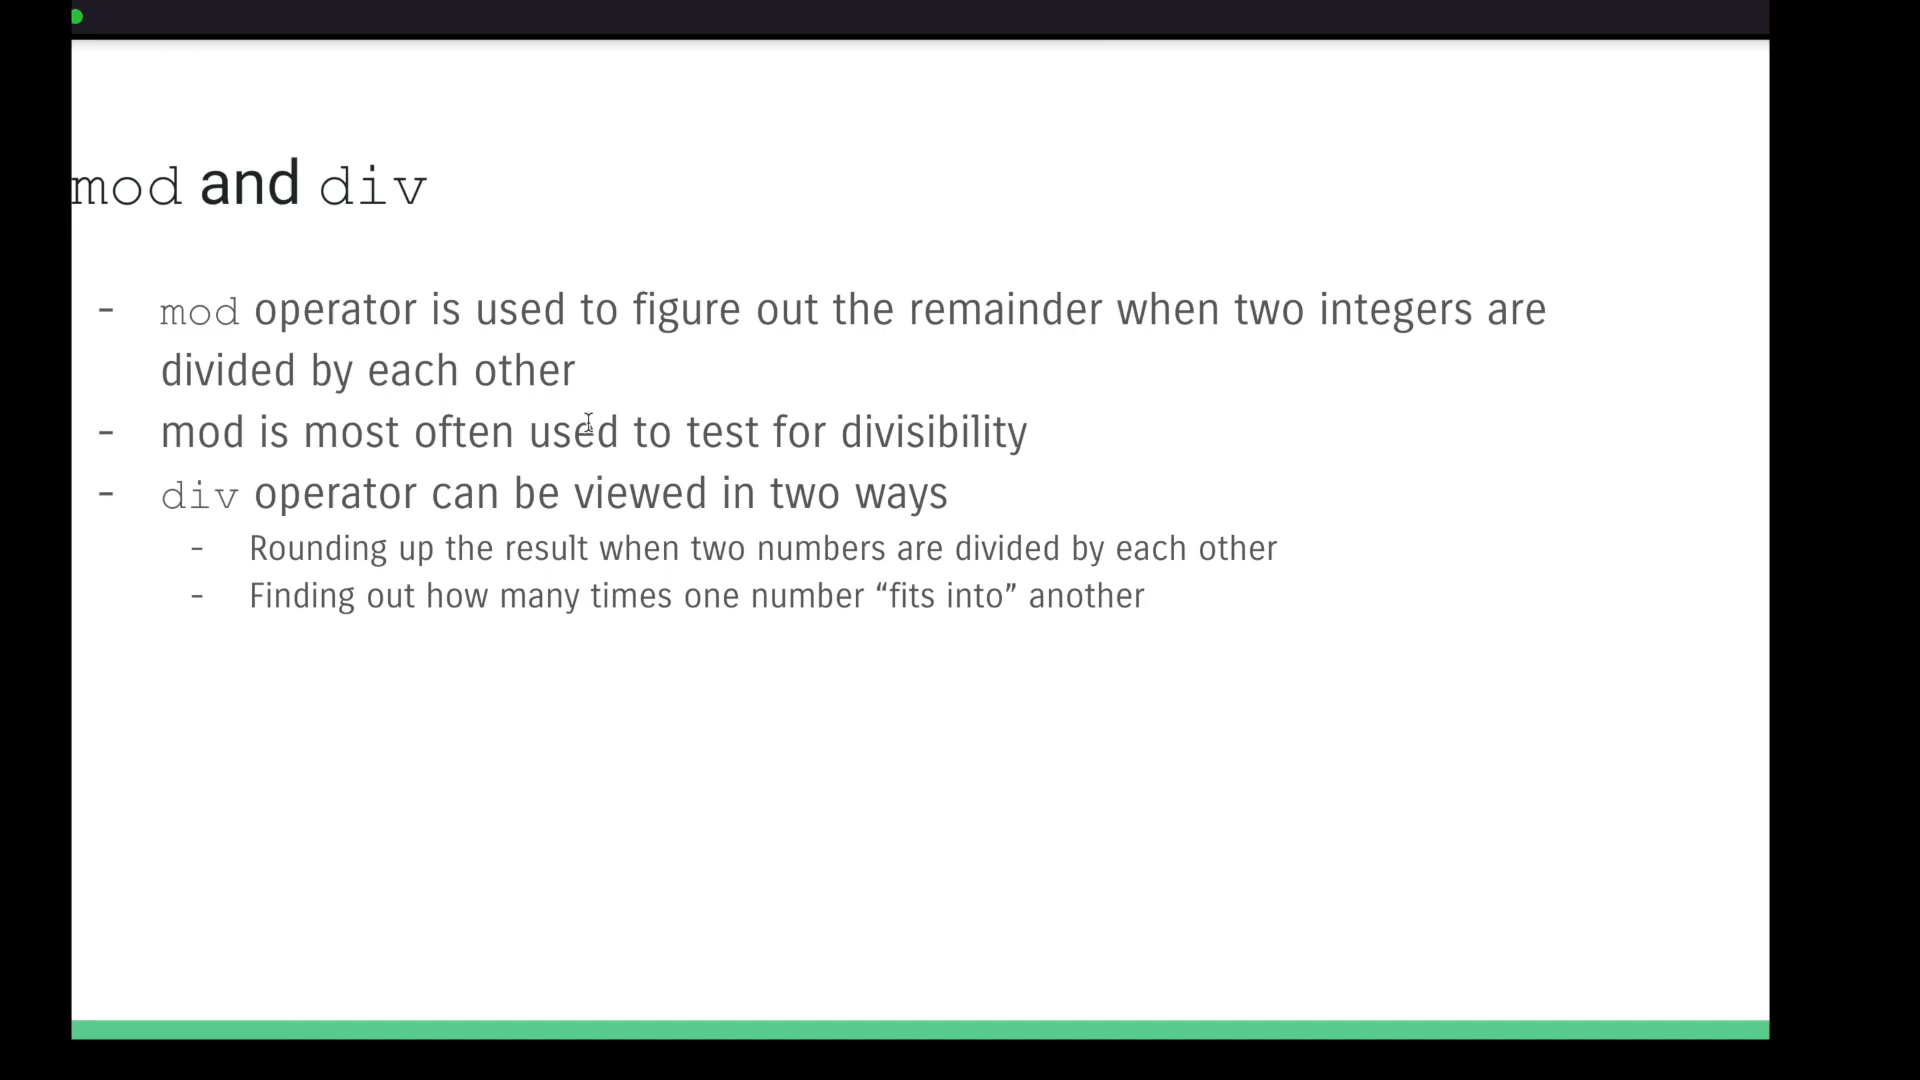 mod and div
- mod operator is used to figure out the remainder when two integers are
divided by each other
- mod is most often used to test for divisibility
- div operator can be viewed in two ways
- Rounding up the result when two numbers are divided by each other
- Finding out how many times one number “fits into” another